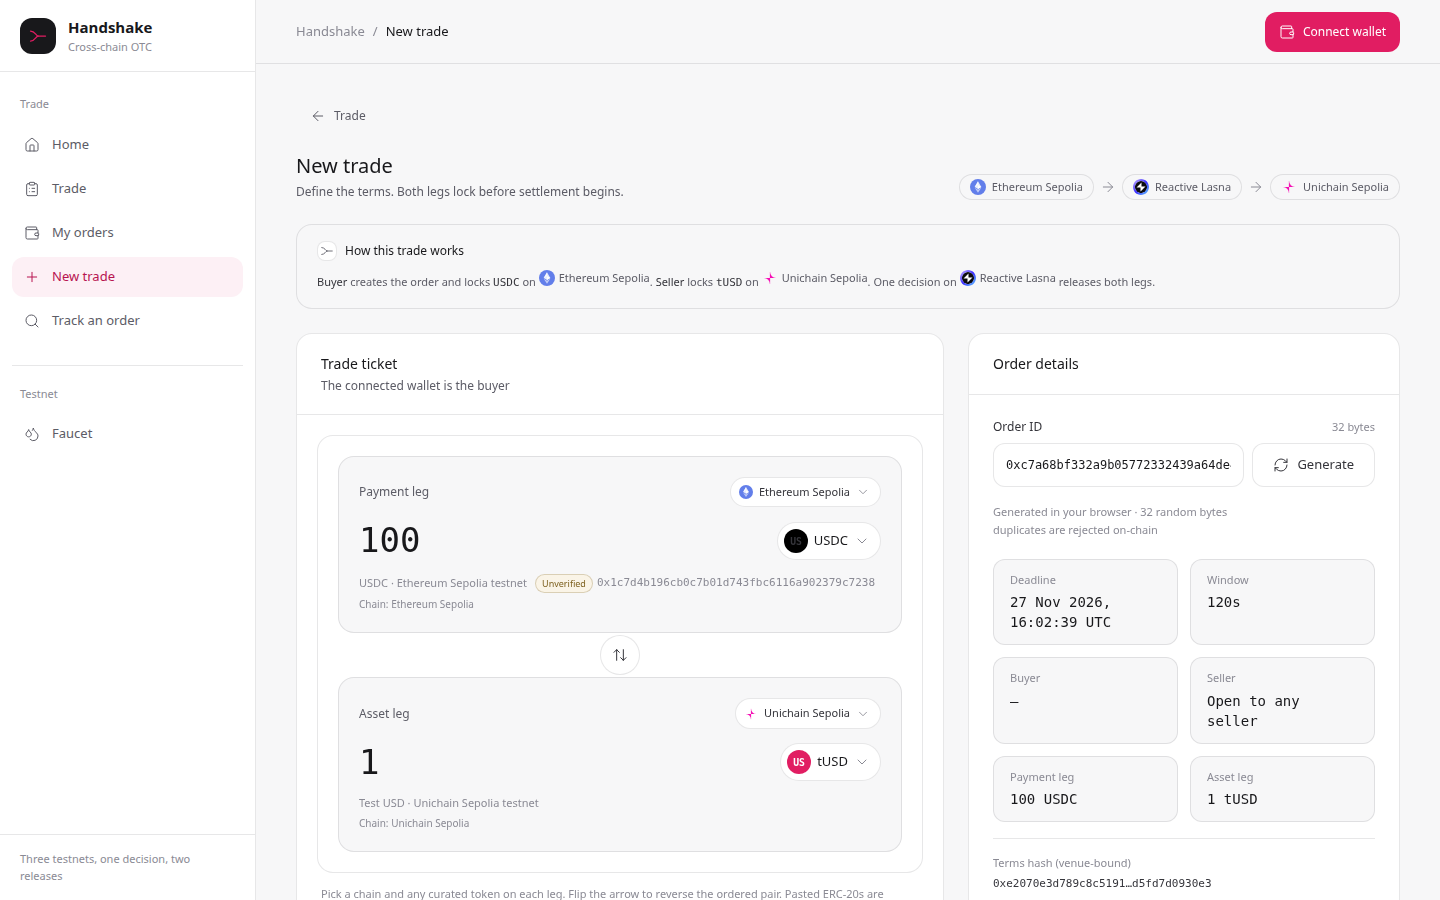 Handshake
Cross-chain OTC
Trade
Home
Trade
My orders
New trade
Track an order
Testnet
Faucet
Three testnets, one decision, two
releases
Handshake / New trade
Connect wallet
Trade
New trade
Define the terms. Both legs lock before settlement begins.
Ethereum Sepolia
Reactive Lasna
Unichain Sepolia
How this trade works
Buyer creates the order and locks USDC on Ethereum Sepolia. Seller locks tUSD on Unichain Sepolia. One decision on Reactive Lasna releases both legs.
Trade ticket
The connected wallet is the buyer
Payment leg
Ethereum Sepolia
100
US
USDC
USDC · Ethereum Sepolia testnet Unverified 0x1c7d4b196cb0c7b01d743fbc6116a902379c7238
Chain: Ethereum Sepolia
Asset leg
Unichain Sepolia
1
US
tUSD
Test USD · Unichain Sepolia testnet
Chain: Unichain Sepolia
Pick a chain and any curated token on each leg. Flip the arrow to reverse the ordered pair. Pasted ERC-20s are
Order details
Order ID
32 bytes
0xc7a68bf332a9b05772332439a64de
Generate
Generated in your browser · 32 random bytes
duplicates are rejected on-chain
Deadline
27 Nov 2026,
16:02:39 UTC
Window
120s
Buyer
—
Seller
Open to any
seller
Payment leg
100 USDC
Asset leg
1 tUSD
Terms hash (venue-bound)
0xe2070e3d789c8c5191…d5fd7d0930e3